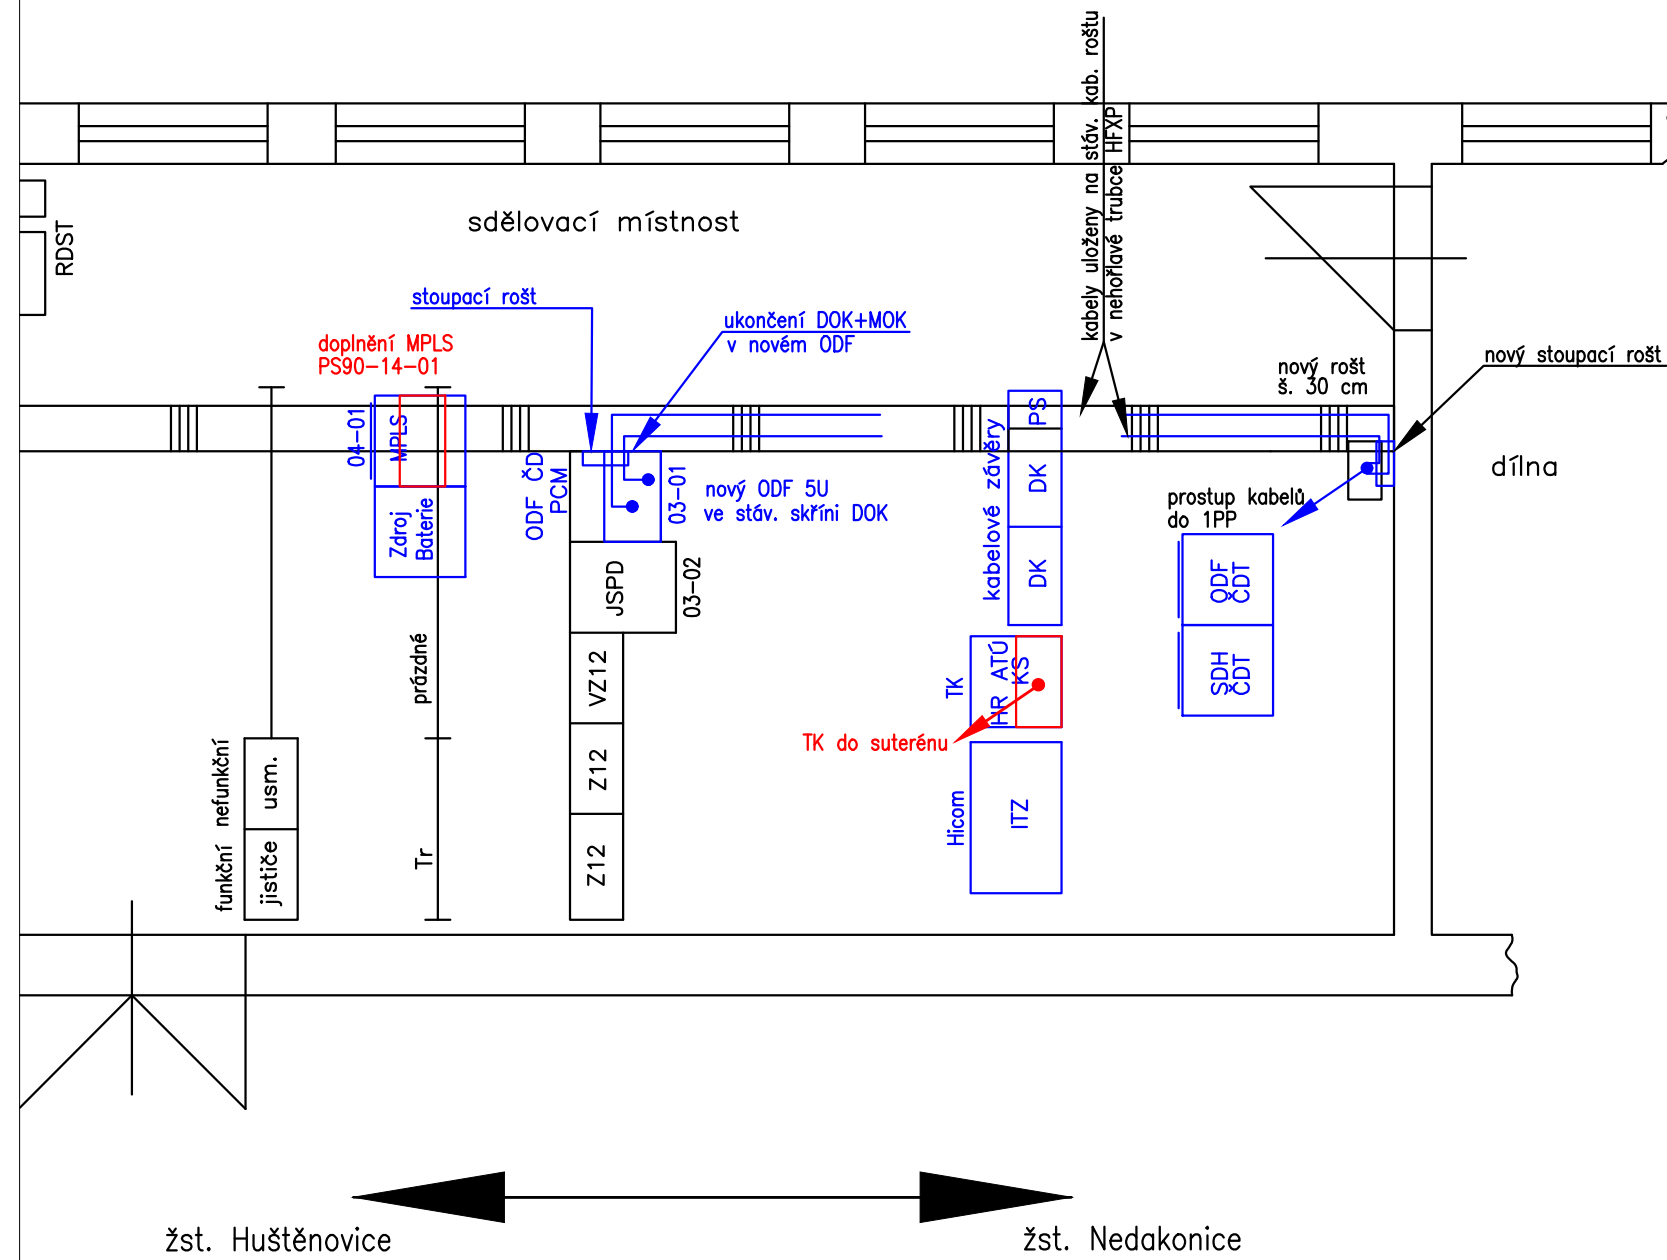 kabely uloženy na stáv. kab. roštu
v nehořlavé trubce HFXP
sdělovací místnost
RDST
stoupací rošt
ukončení DOK+MOK
v novém ODF
doplnění MPLS
PS90-14-01
nový rošt
š. 30 cm
nový stoupací rošt
04-01
MPLS
Zdroj
Baterie
ODF ČD
PCM
03-01
nový ODF 5U
ve stáv. skříni DOK
kabelové závěry
PS
DK
DK
prostup kabelů
do 1PP
dílna
JSPD
03-02
ODF
ČDT
SDH
ČDT
prázdné
VZ12
TK
HR ATÚ
KS
TK do suterénu
funkční nefunkční
usm.
jističe
Tr
Z12
Z12
Hicom
ITZ
žst. Huštěnovice
žst. Nedakonice